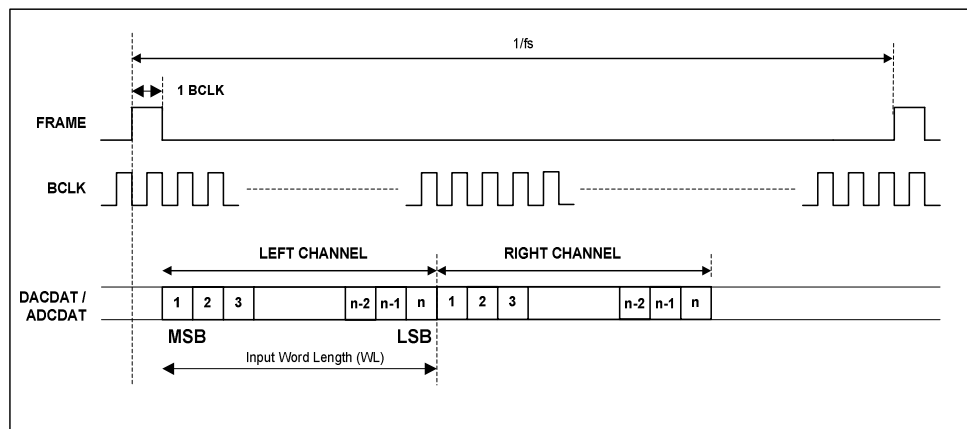 1/fs
1 BCLK
FRAME
BCLK
LEFT CHANNEL
RIGHT CHANNEL
DACDAT /
ADCDAT
1 2 3 n-2 n-1 n 1 2 3 n-2 n-1 n
MSB LSB
Input Word Length (WL)